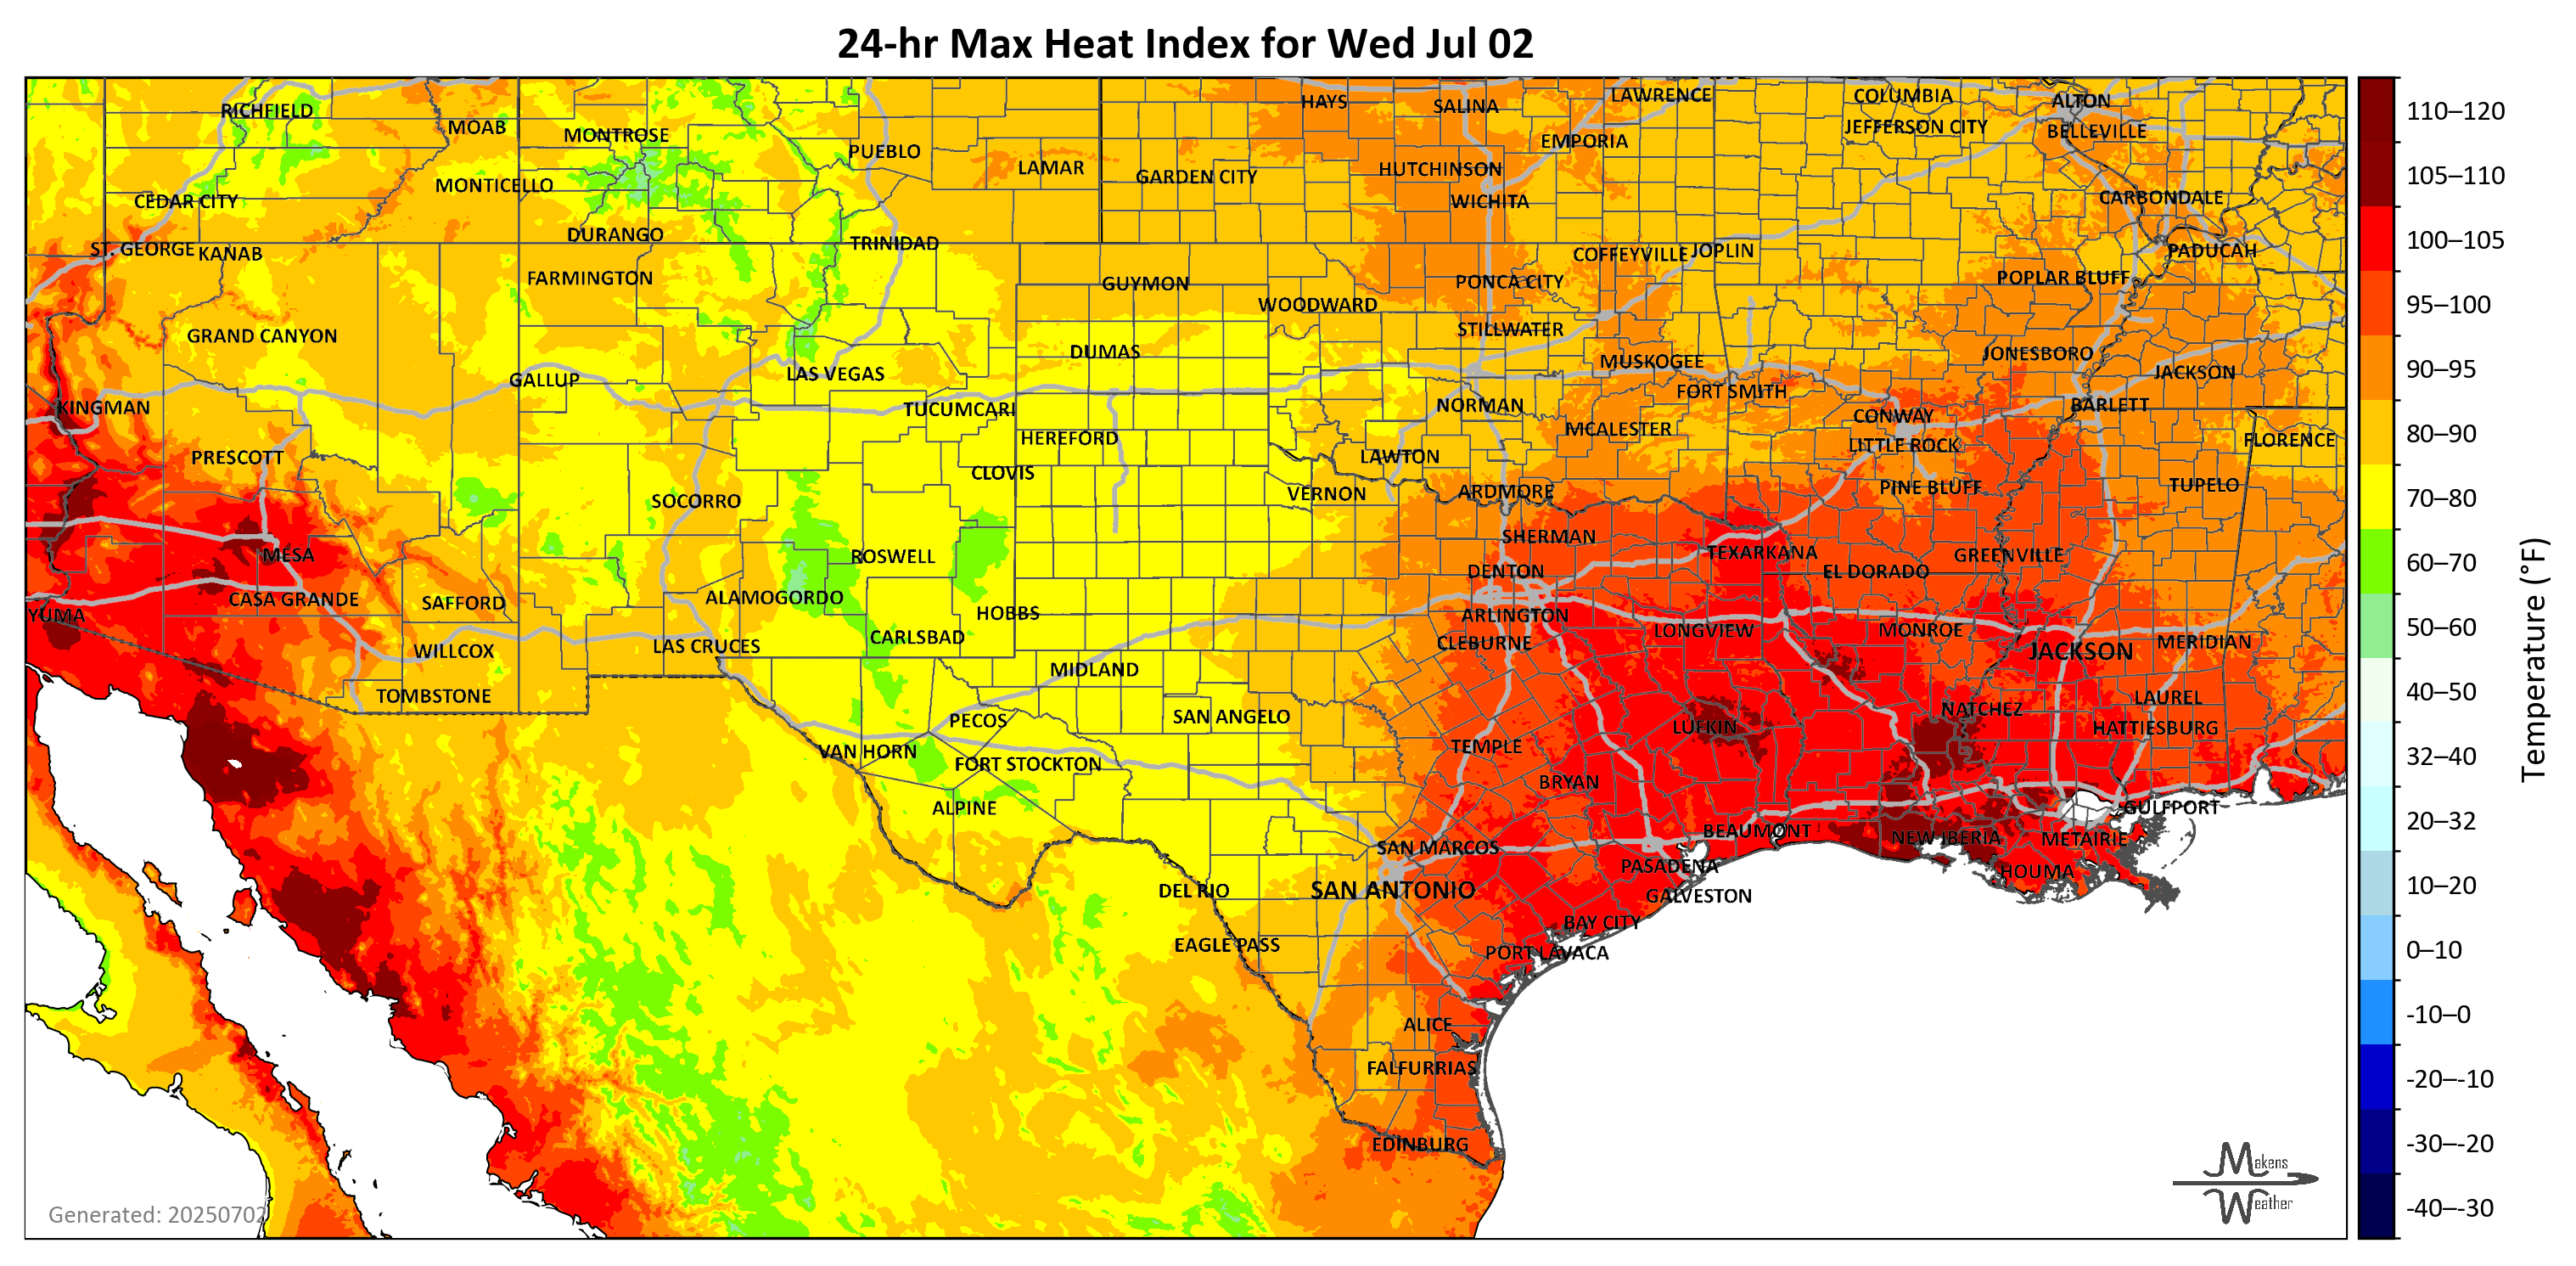 24-hr Max Heat Index for Wed Jul 02
RICHFIELD
MOAB
MONTROSE
PUEBLO
LAMAR
HAYS
SALINA
LAWRENCE
COLUMBIA
ALTON
GARDEN CITY
HUTCHINSON
EMPORIA
JEFFERSON CITY
BELLEVILLE
CEDAR CITY
MONTICELLO
WICHITA
CARBONDALE
ST. GEORGE
KANAB
DURANGO
TRINIDAD
COFFEYVILLE
JOPLIN
PADUCAH
FARMINGTON
GUYMON
WOODWARD
PONCA CITY
POPLAR BLUFF
GRAND CANYON
DUMAS
STILLWATER
MUSKOGEE
JONESBORO
GALLUP
LAS VEGAS
FORT SMITH
JACKSON
KINGMAN
TUCUMCARI
NORMAN
CONWAY
BARLETT
PRESCOTT
HEREFORD
LAWTON
MCALESTER
LITTLE ROCK
FLORENCE
SOCORRO
CLOVIS
VERNON
ARDMORE
PINE BLUFF
TUPELO
MESA
ROSWELL
SHERMAN
TEXARKANA
GREENVILLE
YUMA
CASA GRANDE
SAFFORD
ALAMOGORDO
HOBBS
DENTON
EL DORADO
ARLINGTON
WILLCOX
LAS CRUCES
CARLSBAD
CLEBURNE
LONGVIEW
MONROE
JACKSON
MERIDIAN
TOMBSTONE
MIDLAND
LAUREL
PECOS
SAN ANGELO
LUFKIN
NATCHEZ
HATTIESBURG
VAN HORN
FORT STOCKTON
TEMPLE
BRYAN
ALPINE
GULFPORT
SAN MARCOS
BEAUMONT
NEW IBERIA
METAIRIE
DEL RIO
SAN ANTONIO
PASADENA
HOUMA
GALVESTON
EAGLE PASS
BAY CITY
PORT LAVACA
ALICE
FALFURRIAS
EDINBURG
Generated: 20250702
Makens
Weather
110–120
105–110
100–105
95–100
90–95
80–90
70–80
60–70
50–60
40–50
32–40
20–32
10–20
0–10
-10–0
-20–-10
-30–-20
-40–-30
Temperature (°F)